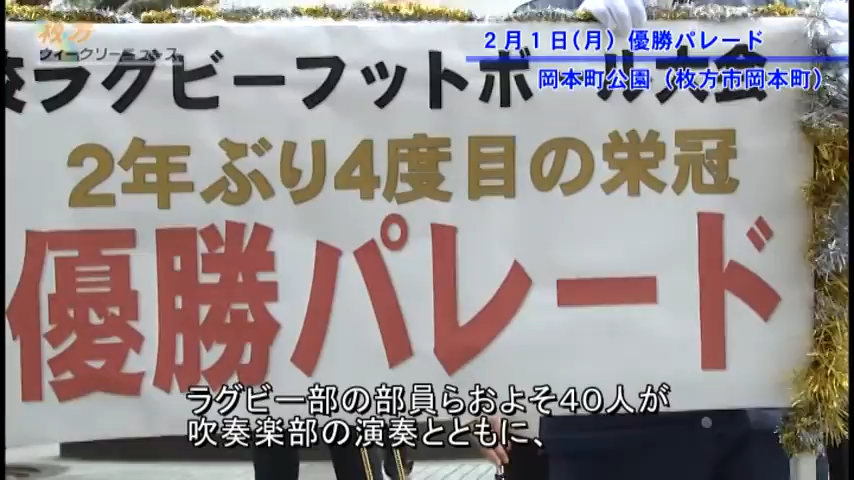 枚方
ウィークリーニュース
2月1日(月) 優勝パレード
岡本町公園(枚方市岡本町)
校ラグビーフットボール大会
2年ぶり4度目の栄冠
優勝パレード
ラグビー部の部員らおよそ40人が
吹奏楽部の演奏とともに、